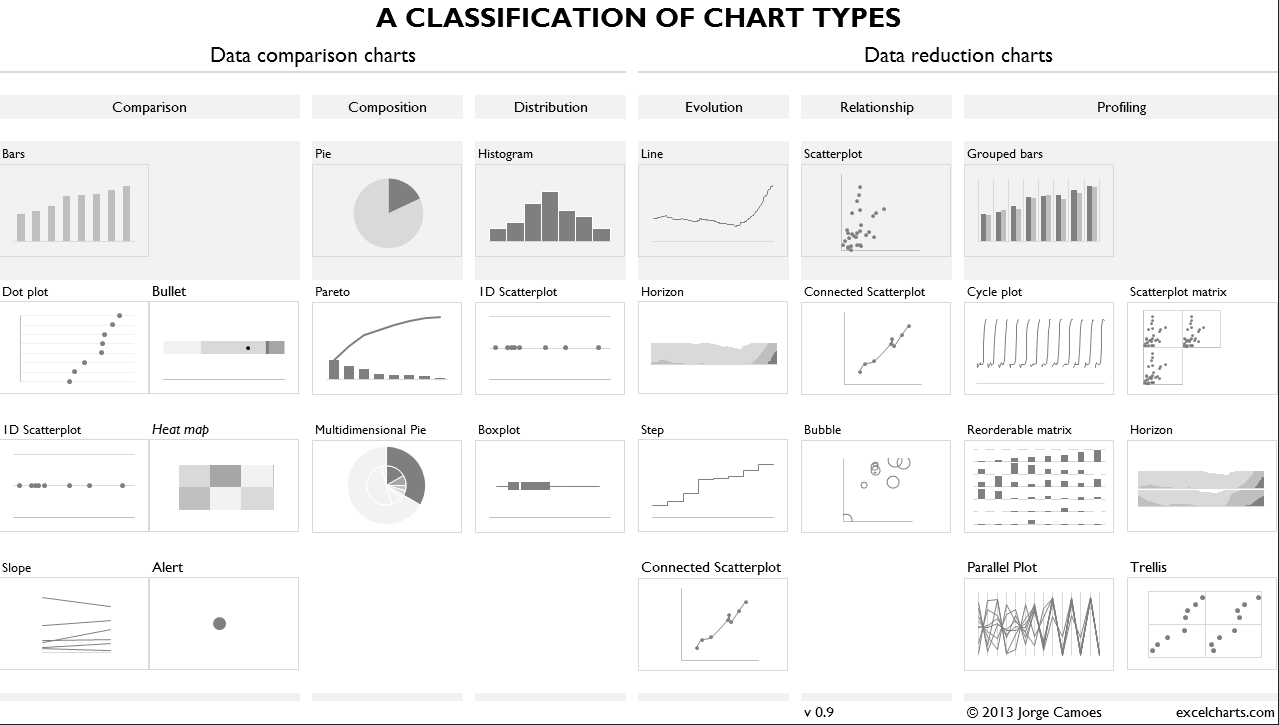 A CLASSIFICATION OF CHART TYPES
Data comparison charts
Data reduction charts
Comparison
Composition
Distribution
Evolution
Relationship
Profiling
Bars
Pie
Histogram
Line
Scatterplot
Grouped bars
Dot plot
Bullet
Pareto
1D Scatterplot
Horizon
Connected Scatterplot
Cycle plot
Scatterplot matrix
1D Scatterplot
Heat map
Multidimensional Pie
Boxplot
Step
Bubble
Reorderable matrix
Horizon
Slope
Alert
Connected Scatterplot
Parallel Plot
Trellis
v 0.9
© 2013 Jorge Camoes
excelcharts.com